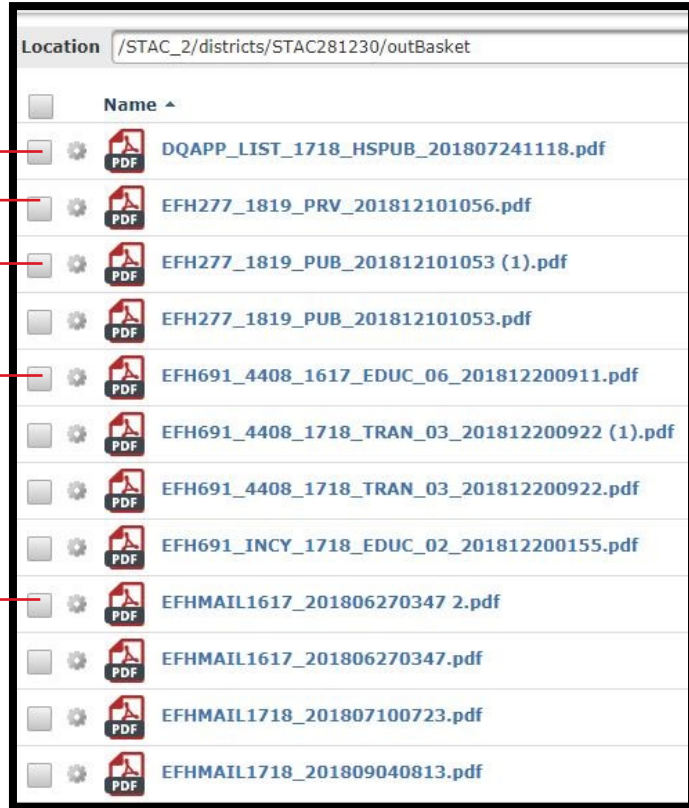 Location /STAC_2/districts/STAC281230/outBasket
Name
PDF DQAPP_LIST_1718_HSPUB_201807241118.pdf
PDF EFH277_1819_PRV_201812101056.pdf
PDF EFH277_1819_PUB_201812101053 (1).pdf
PDF EFH277_1819_PUB_201812101053.pdf
PDF EFH691_4408_1617_EDUC_06_201812200911.pdf
PDF EFH691_4408_1718_TRAN_03_201812200922 (1).pdf
PDF EFH691_4408_1718_TRAN_03_201812200922.pdf
PDF EFH691_INCY_1718_EDUC_02_201812200155.pdf
PDF EFHMAIL1617_201806270347 2.pdf
PDF EFHMAIL1617_201806270347.pdf
PDF EFHMAIL1718_201807100723.pdf
PDF EFHMAIL1718_201809040813.pdf